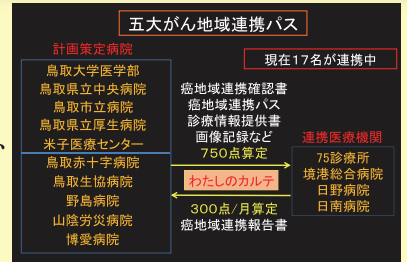 五大がん地域連携パス
計画策定病院
現在17名が連携中
鳥取大学医学部
鳥取県立中央病院
鳥取市立病院
鳥取県立厚生病院
米子医療センター
鳥取赤十字病院
鳥取生協病院
野島病院
山陰労災病院
博愛病院
癌地域連携確認書
癌地域連携パス
診療情報提供書
画像記録など
750点算定
わたしのカルテ
300点/月算定
癌地域連携報告書
連携医療機関
75診療所
境港総合病院
日野病院
日南病院
、